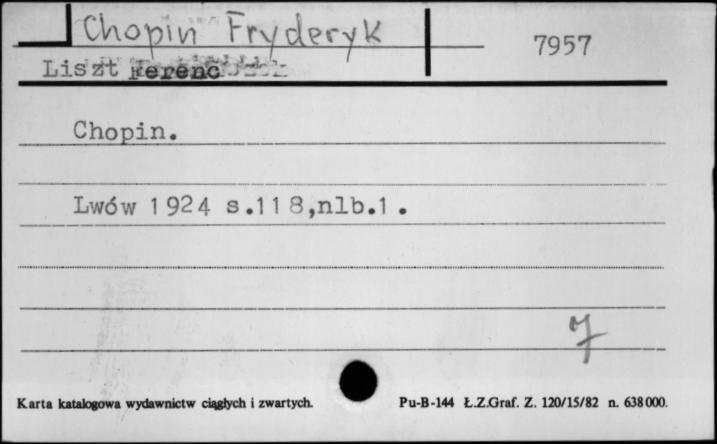 Chopin Fryderyk
7957
Liszt Ferenc
Chopin.
Lwów 1924 s.118,nlb.1.
7
Karta katalogowa wydawnictw ciągłych i zwartych.
Pu-B-144 Ł.Z.Graf. Z. 120/15/82 n. 638000.